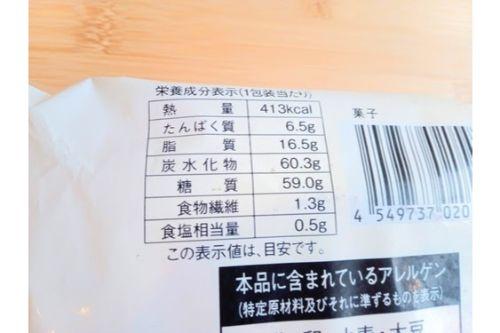 栄養成分表示(1包装当たり)
熱量 413kcal
たんぱく質 6.5g
脂質 16.5g
炭水化物 60.3g
糖質 59.0g
食物繊維 1.3g
食塩相当量 0.5g
この表示値は、目安です。
菓子
4 549737 020
本品に含まれているアレルゲン
(特定原材料及びそれに準ずるものを表示)
卵・小麦・大豆